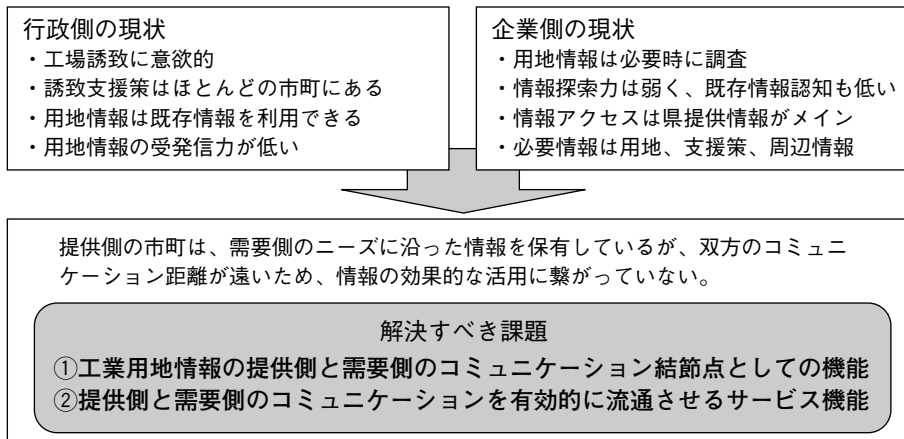 行政側の現状
・工場誘致に意欲的
・誘致支援策はほとんどの市町にある
・用地情報は既存情報を利用できる
・用地情報の受発信力が低い
企業側の現状
・用地情報は必要時に調査
・情報探索力は弱く、既存情報認知も低い
・情報アクセスは県提供情報がメイン
・必要情報は用地、支援策、周辺情報
提供側の市町は、需要側のニーズに沿った情報を保有しているが、双方のコミュニ
ケーション距離が遠いため、情報の効果的な活用に繋がっていない。
解決すべき課題
①工業用地情報の提供側と需要側のコミュニケーション結節点としての機能
②提供側と需要側のコミュニケーションを有効的に流通させるサービス機能